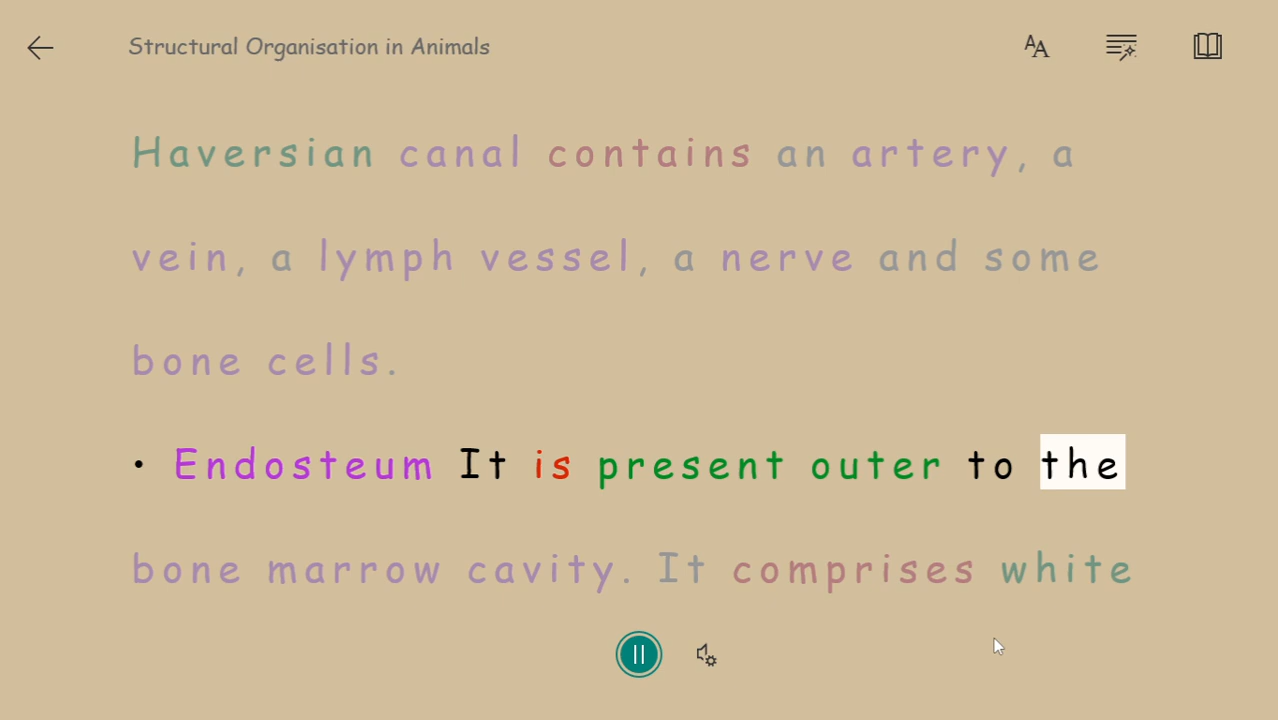 Structural Organisation in Animals
Haversian canal contains an artery, a
vein, a lymph vessel, a nerve and some
bone cells.
• Endosteum It is present outer to the
bone marrow cavity. It comprises white